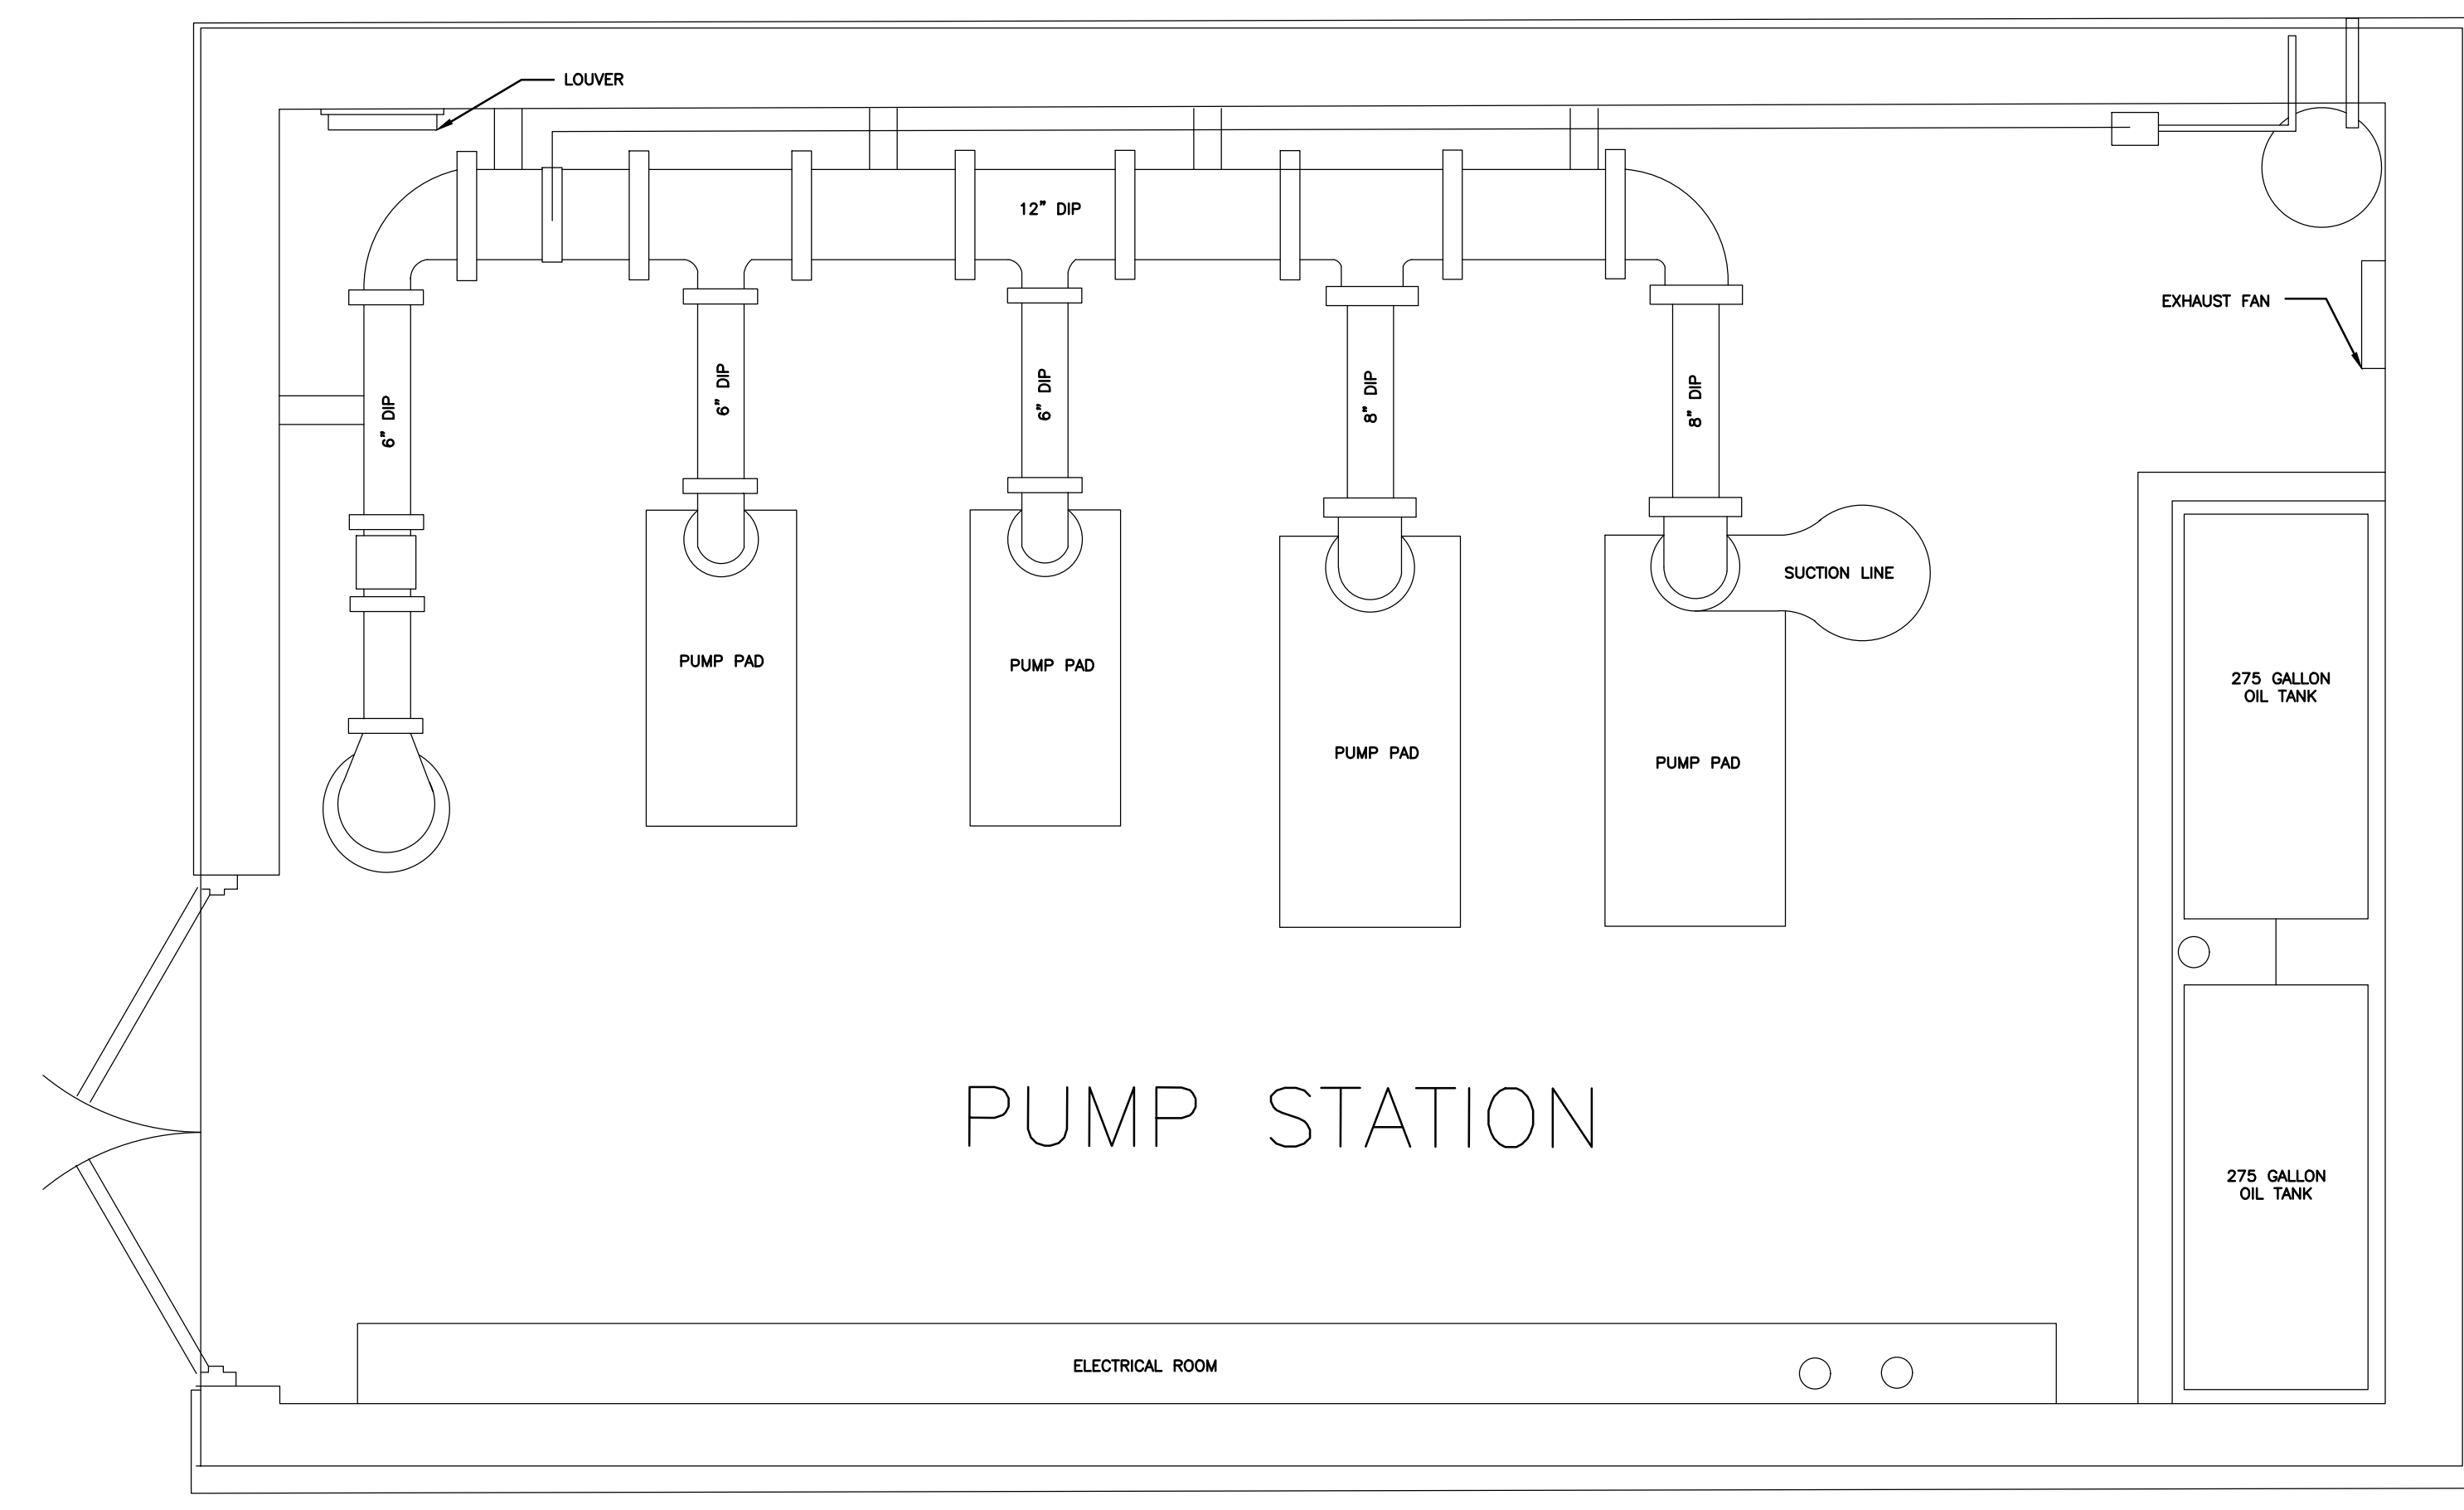 LOUVER
12" DIP
EXHAUST FAN
6" DIP
6" DIP
6" DIP
8" DIP
8" DIP
SUCTION LINE
PUMP PAD
PUMP PAD
PUMP PAD
PUMP PAD
275 GALLON
OIL TANK
PUMP STATION
275 GALLON
OIL TANK
ELECTRICAL ROOM